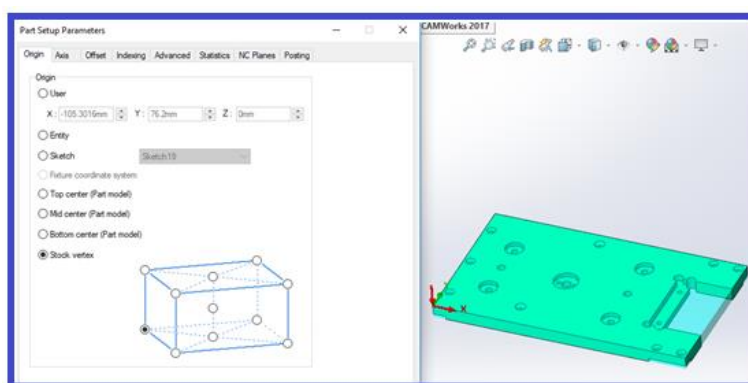 Part Setup Parameters
CAMWorks 2017
Origin Axis Offset Indexing Advanced Statistics NC Planes Posting
Origin
User
X : -105.3016mm Y : 76.2mm Z : 0mm
Entity
Sketch Sketch19
Fixture coordinate system
Top center (Part model)
Mid center (Part model)
Bottom center (Part model)
Stock vertex
X